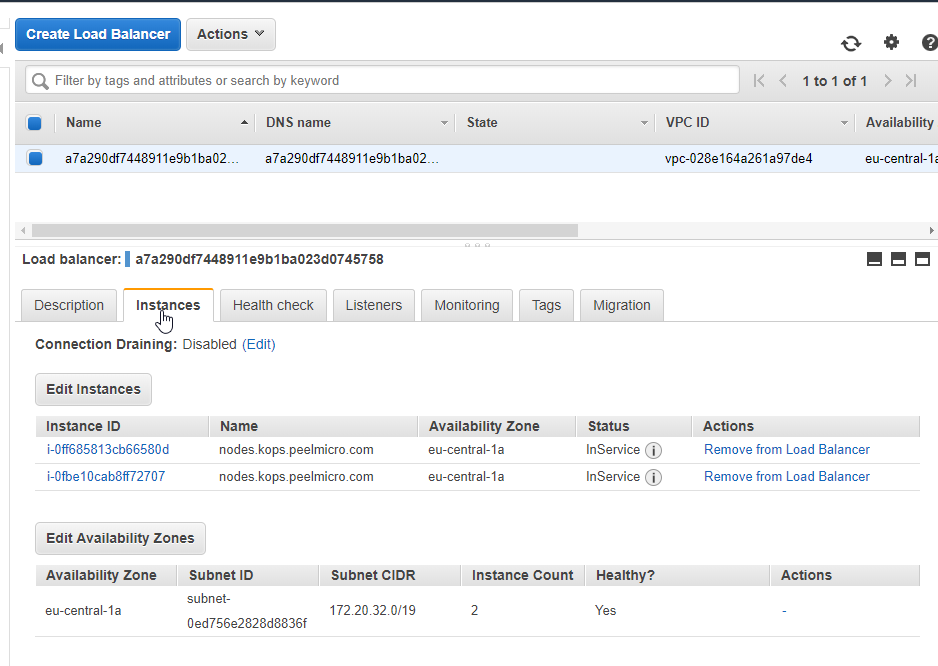 Create Load Balancer Actions
Filter by tags and attributes or search by keyword 1 to 1 of 1
Name DNS name State VPC ID Availability
a7a290df7448911e9b1ba02... a7a290df7448911e9b1ba02... vpc-028e164a261a97de4 eu-central-1a
Load balancer: a7a290df7448911e9b1ba023d0745758
Description Instances Health check Listeners Monitoring Tags Migration
Connection Draining: Disabled (Edit)
Edit Instances
Instance ID Name Availability Zone Status Actions
i-0ff685813cb66580d nodes.kops.peelmicro.com eu-central-1a InService i Remove from Load Balancer
i-0fbe10cab8ff72707 nodes.kops.peelmicro.com eu-central-1a InService i Remove from Load Balancer
Edit Availability Zones
Availability Zone Subnet ID Subnet CIDR Instance Count Healthy? Actions
eu-central-1a subnet-0ed756e2828d8836f 172.20.32.0/19 2 Yes -